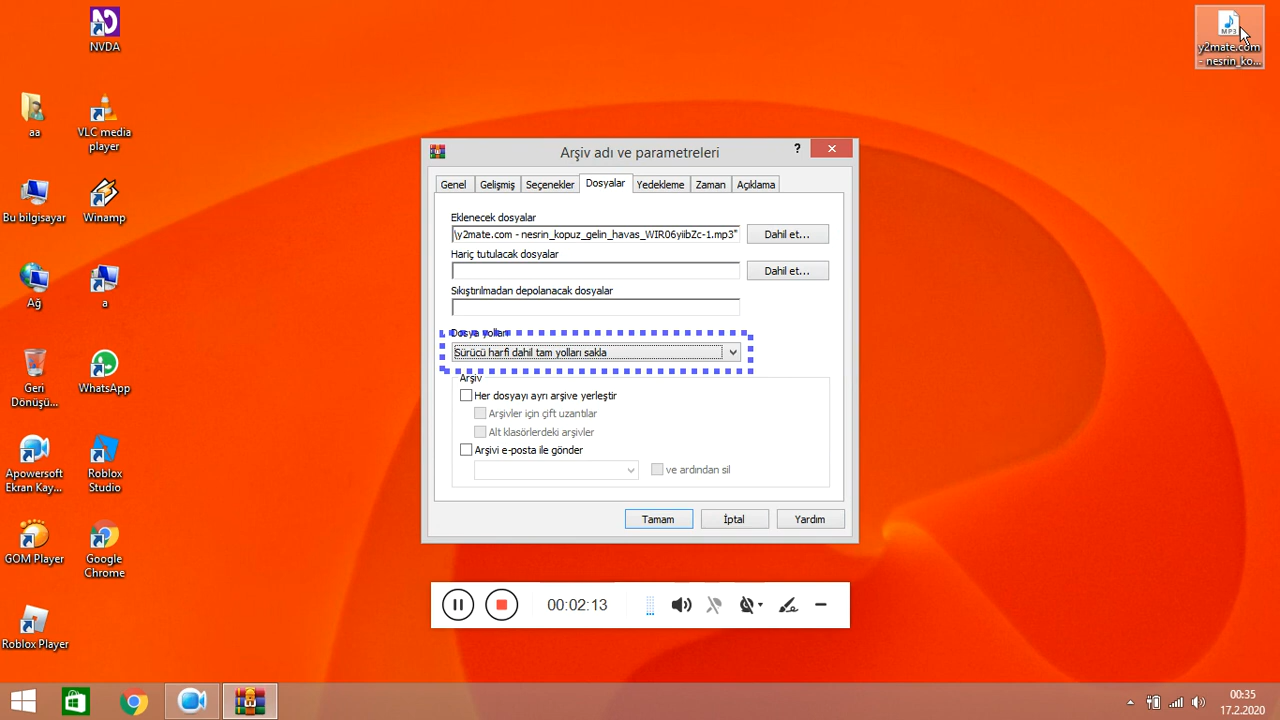 NVDA
y2mate.com
- nesrin_ko...
MP3
aa
VLC media
player
Bu bilgisayar
Winamp
Ağ
a
Geri
Dönüşü...
WhatsApp
Apowersoft
Ekran Kay...
Roblox
Studio
GOM Player
Google
Chrome
Roblox Player
Arşiv adı ve parametreleri
?
Genel Gelişmiş Seçenekler Dosyalar Yedekleme Zaman Açıklama
Eklenecek dosyalar
\y2mate.com - nesrin_kopuz_gelin_havas_WIR06yiibZc-1.mp3" Dahil et...
Hariç tutulacak dosyalar
Dahil et...
Sıkıştırılmadan depolanacak dosyalar
Dosya yolları
Sürücü harfi dahil tam yolları sakla
Arşiv
Her dosyayı ayrı arşive yerleştir
Arşivler için çift uzantılar
Alt klasörlerdeki arşivler
Arşivi e-posta ile gönder
ve ardından sil
Tamam İptal Yardım
00:02:13
00:35
17.2.2020